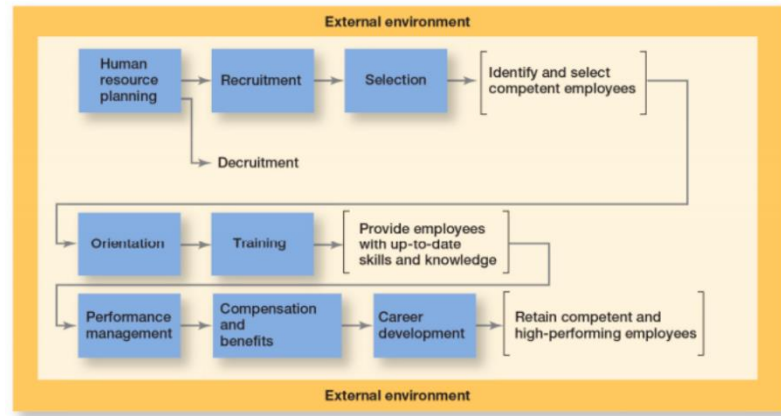 External environment
Human
resource
planning
Recruitment
Selection
Identify and select
competent employees
Decruitment
Orientation
Training
Provide employees
with up-to-date
skills and knowledge
Performance
management
Compensation
and
benefits
Career
development
Retain competent and
high-performing employees
External environment